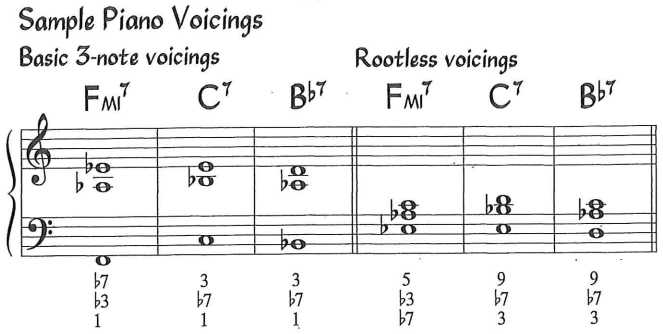 Sample Piano Voicings
Basic 3-note voicings Rootless voicings
FMI7 C7 B♭7 FMI7 C7 B♭7
♭7 3 3 5 9 9
♭3 ♭7 ♭7 ♭3 ♭7 ♭7
1 1 1 ♭7 3 3